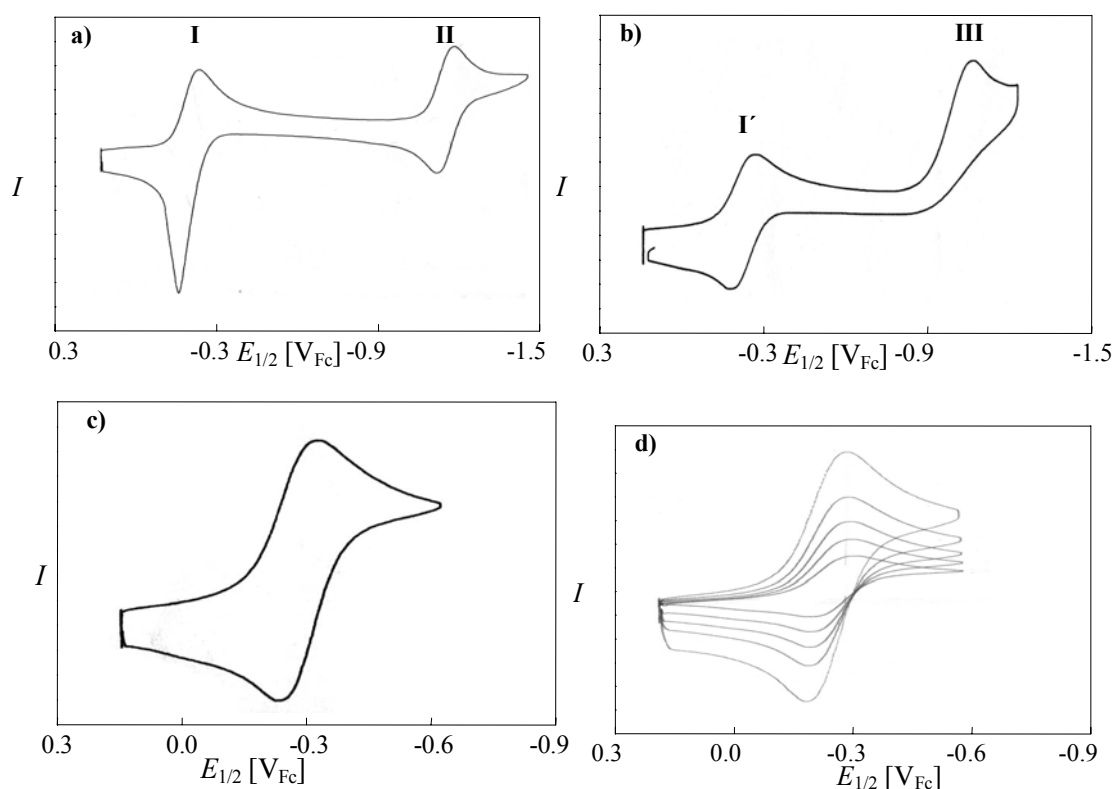 a) I II
I
0.3 -0.3 E1/2 [VFc] -0.9 -1.5
b) III
I´
I
0.3 -0.3 E1/2 [VFc] -0.9 -1.5
c)
I
0.3 0.0 -0.3 -0.6 -0.9
E1/2 [VFc]
d)
I
0.3 0.0 -0.3 -0.6 -0.9
E1/2 [VFc]